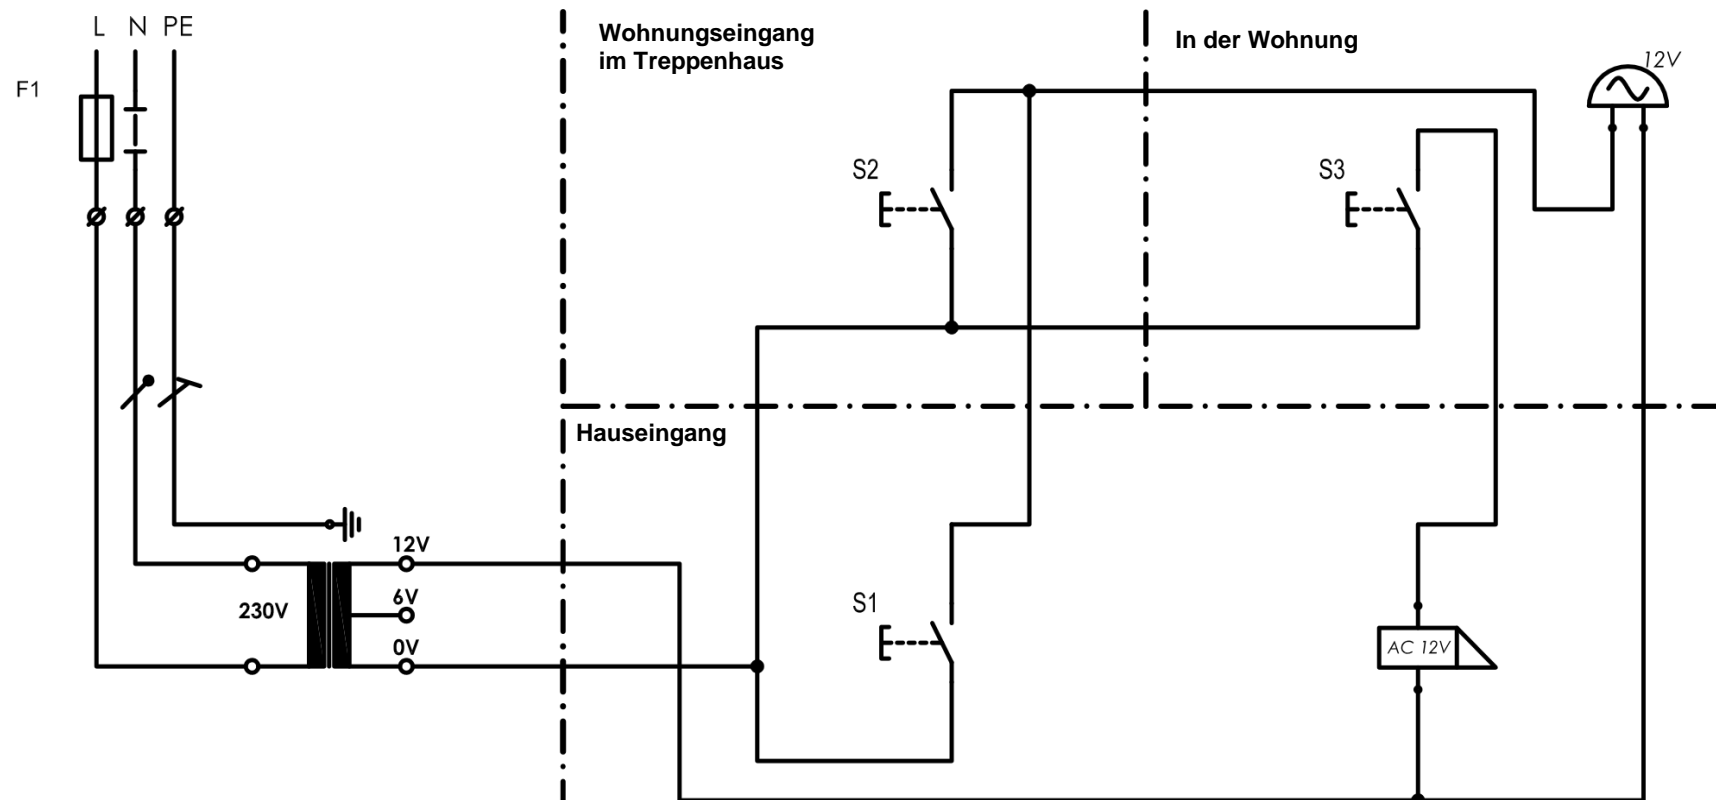 L N PE
F1
Wohnungseingang
im Treppenhaus
In der Wohnung
12V
S2
S3
Hauseingang
12V
230V
6V
0V
S1
AC 12V